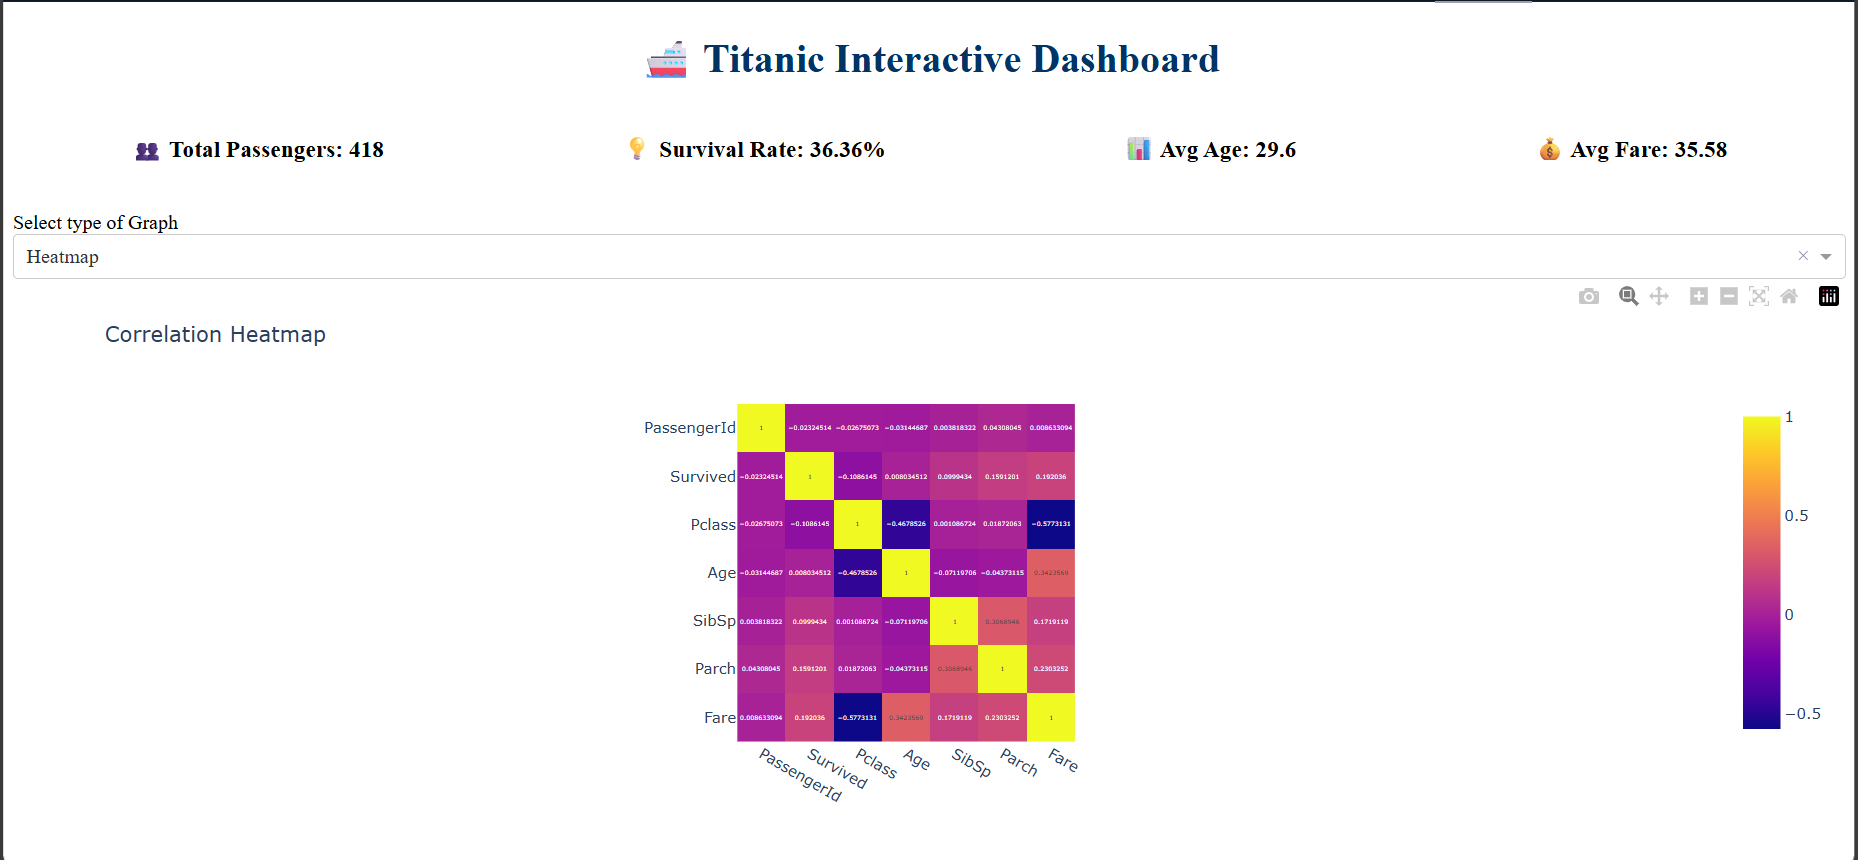 Titanic Interactive Dashboard
Total Passengers: 418
Survival Rate: 36.36%
Avg Age: 29.6
Avg Fare: 35.58
Select type of Graph
Heatmap
Correlation Heatmap
PassengerId 1 −0.02324514 −0.02675073 −0.03144687 0.003818322 0.04308045 0.008633094
Survived −0.02324514 1 −0.1086145 0.008034512 0.0999434 0.1591201 0.192036
Pclass −0.02675073 −0.1086145 1 −0.4678526 0.001086724 0.01872063 −0.5773131
Age −0.03144687 0.008034512 −0.4678526 1 −0.07119706 −0.04373115 0.3423569
SibSp 0.003818322 0.0999434 0.001086724 −0.07119706 1 0.3068946 0.1719119
Parch 0.04308045 0.1591201 0.01872063 −0.04373115 0.3068946 1 0.2303252
Fare 0.008633094 0.192036 −0.5773131 0.3423569 0.1719119 0.2303252 1
PassengerId Survived Pclass Age SibSp Parch Fare
1
0.5
0
−0.5